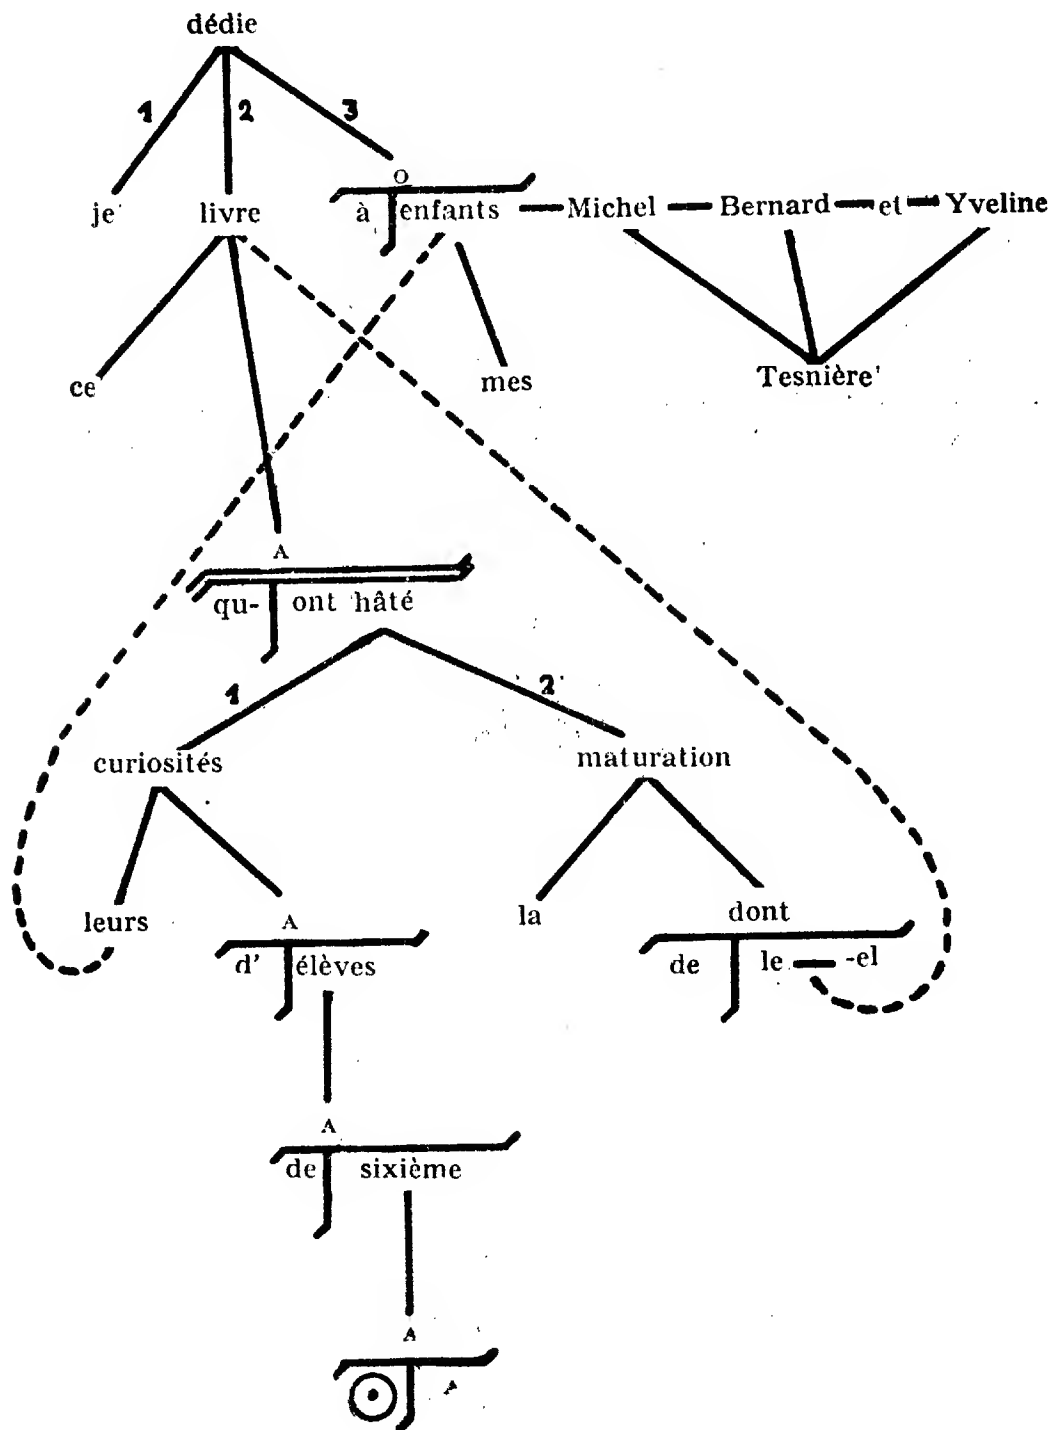 dédie
1 2 3
O
je livre à enfants Michel Bernard et Yveline
ce mes Tesnière
A
qu- ont hâté
1 2
curiosités maturation
leurs A la dont
d' élèves de le -el
A
de sixième
A
A